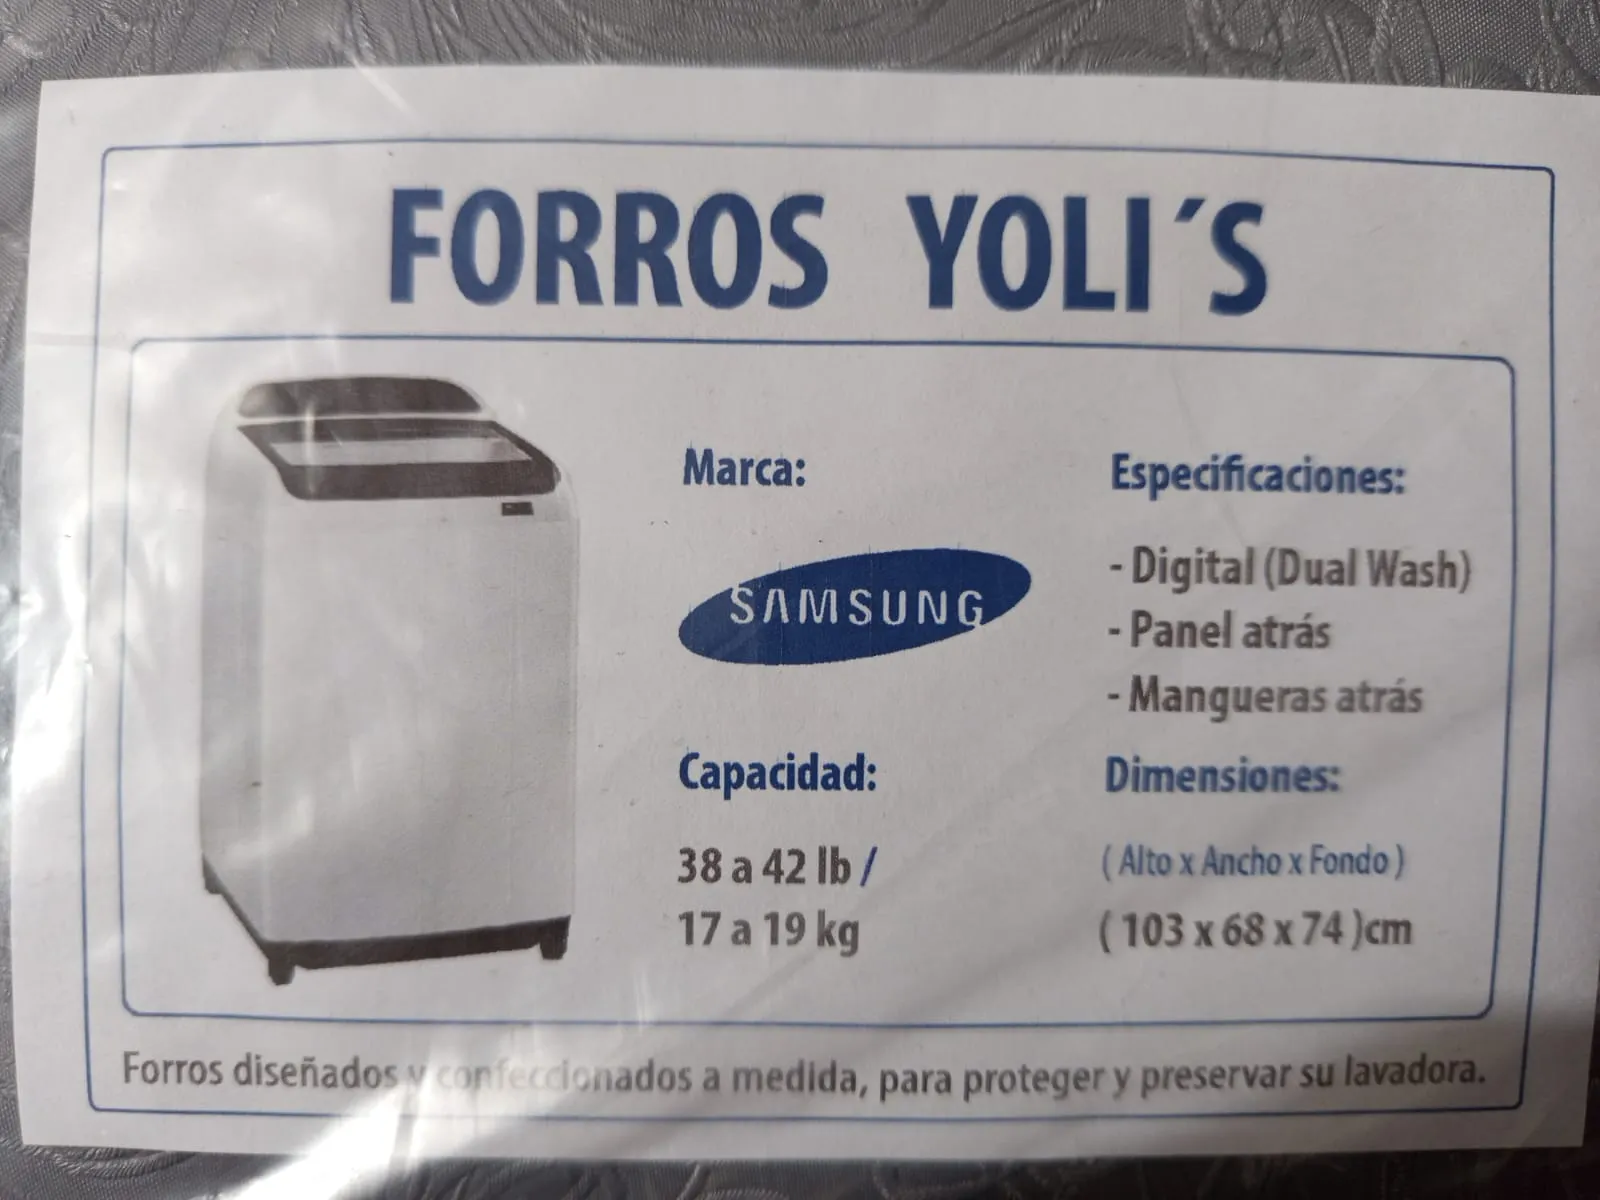 FORROS YOLI´S
Marca:
SAMSUNG
Capacidad:
38 a 42 lb /
17 a 19 kg
Especificaciones:
- Digital (Dual Wash)
- Panel atrás
- Mangueras atrás
Dimensiones:
( Alto x Ancho x Fondo )
( 103 x 68 x 74 )cm
Forros diseñados y confeccionados a medida, para proteger y preservar su lavadora.